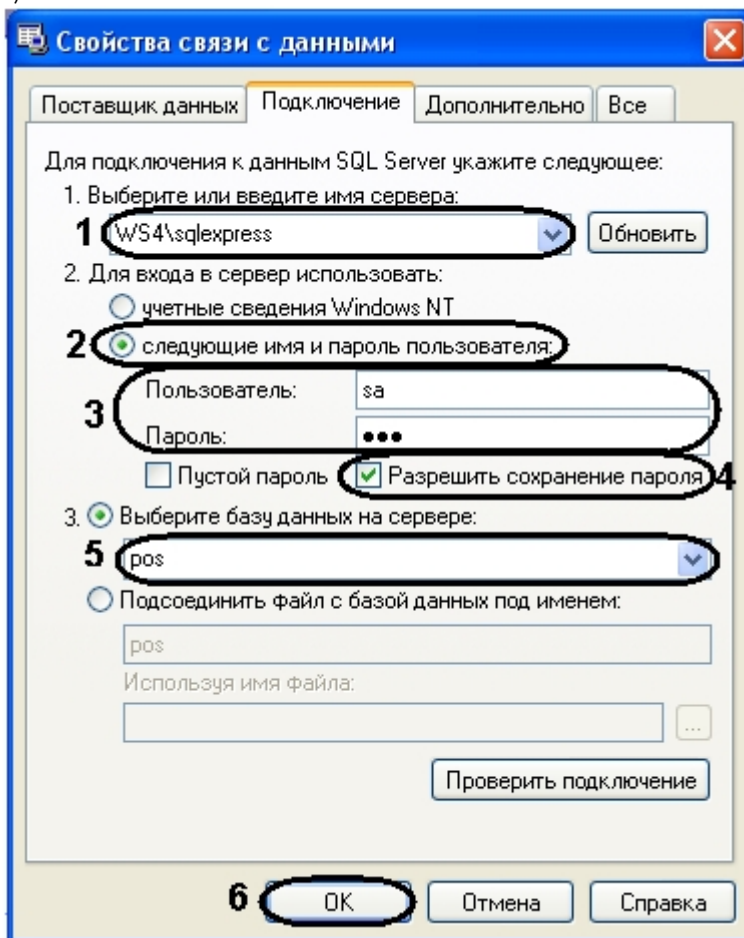 Свойства связи с данными
Поставщик данных Подключение Дополнительно Все
Для подключения к данным SQL Server укажите следующее:
1. Выберите или введите имя сервера:
1 WS4\sqlexpress Обновить
2. Для входа в сервер использовать:
учетные сведения Windows NT
2 следующие имя и пароль пользователя:
Пользователь: sa
3
Пароль: •••
Пустой пароль Разрешить сохранение пароля 4
3. Выберите базу данных на сервере:
5 pos
Подсоединить файл с базой данных под именем:
pos
Используя имя файла:
...
Проверить подключение
6 OK Отмена Справка